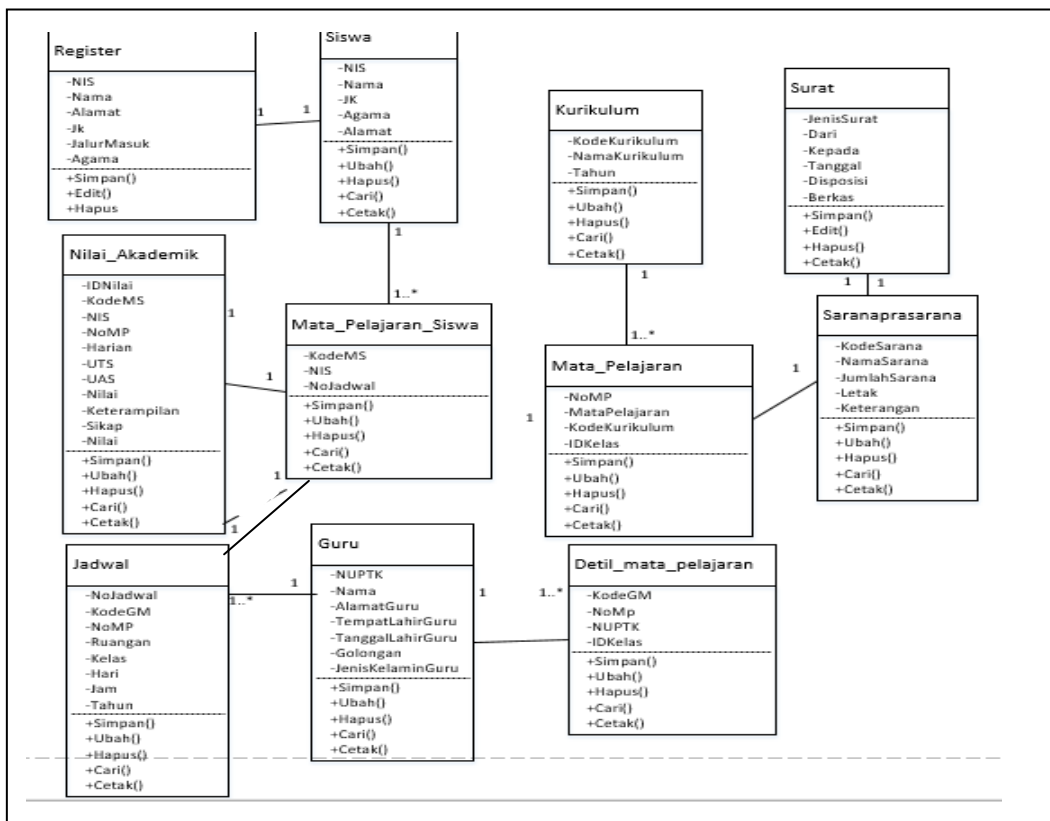 Register
-NIS
-Nama
-Alamat
-Jk
-JalurMasuk
-Agama
+Simpan()
+Edit()
+Hapus
1
1
Siswa
-NIS
-Nama
-JK
-Agama
-Alamat
+Simpan()
+Ubah()
+Hapus()
+Cari()
+Cetak()
1
1..*
Kurikulum
-KodeKurikulum
-NamaKurikulum
-Tahun
+Simpan()
+Ubah()
+Hapus()
+Cari()
+Cetak()
1
1..*
Surat
-JenisSurat
-Dari
-Kepada
-Tanggal
-Disposisi
-Berkas
+Simpan()
+Edit()
+Hapus()
+Cetak()
1
1
Nilai_Akademik
-IDNilai
-KodeMS
-NIS
-NoMP
-Harian
-UTS
-UAS
-Nilai
-Keterampilan
-Sikap
-Nilai
+Simpan()
+Ubah()
+Hapus()
+Cari()
+Cetak()
1
1
Mata_Pelajaran_Siswa
-KodeMS
-NIS
-NoJadwal
+Simpan()
+Ubah()
+Hapus()
+Cari()
+Cetak()
1
1
Mata_Pelajaran
-NoMP
-MataPelajaran
-KodeKurikulum
-IDKelas
+Simpan()
+Ubah()
+Hapus()
+Cari()
+Cetak()
1
1
Saranaprasarana
-KodeSarana
-NamaSarana
-JumlahSarana
-Letak
-Keterangan
+Simpan()
+Ubah()
+Hapus()
+Cari()
+Cetak()
Jadwal
-NoJadwal
-KodeGM
-NoMP
-Ruangan
-Kelas
-Hari
-Jam
-Tahun
+Simpan()
+Ubah()
+Hapus()
+Cari()
+Cetak()
1..*
1
Guru
-NUPTK
-Nama
-AlamatGuru
-TempatLahirGuru
-TanggalLahirGuru
-Golongan
-JenisKelaminGuru
+Simpan()
+Ubah()
+Hapus()
+Cari()
+Cetak()
1
1..*
Detil_mata_pelajaran
-KodeGM
-NoMp
-NUPTK
-IDKelas
+Simpan()
+Ubah()
+Hapus()
+Cari()
+Cetak()